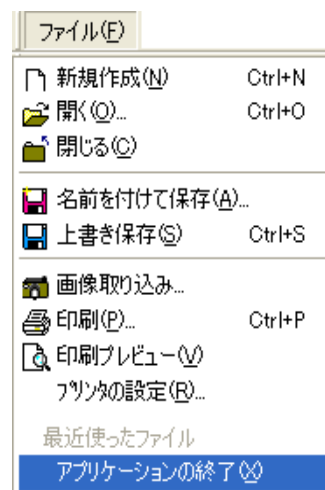 ファイル(F)
新規作成(N) Ctrl+N
開く(O)... Ctrl+O
閉じる(C)
名前を付けて保存(A)...
上書き保存(S) Ctrl+S
画像取り込み...
印刷(P)... Ctrl+P
印刷プレビュー(V)
プリンタの設定(R)...
最近使ったファイル
アプリケーションの終了(X)